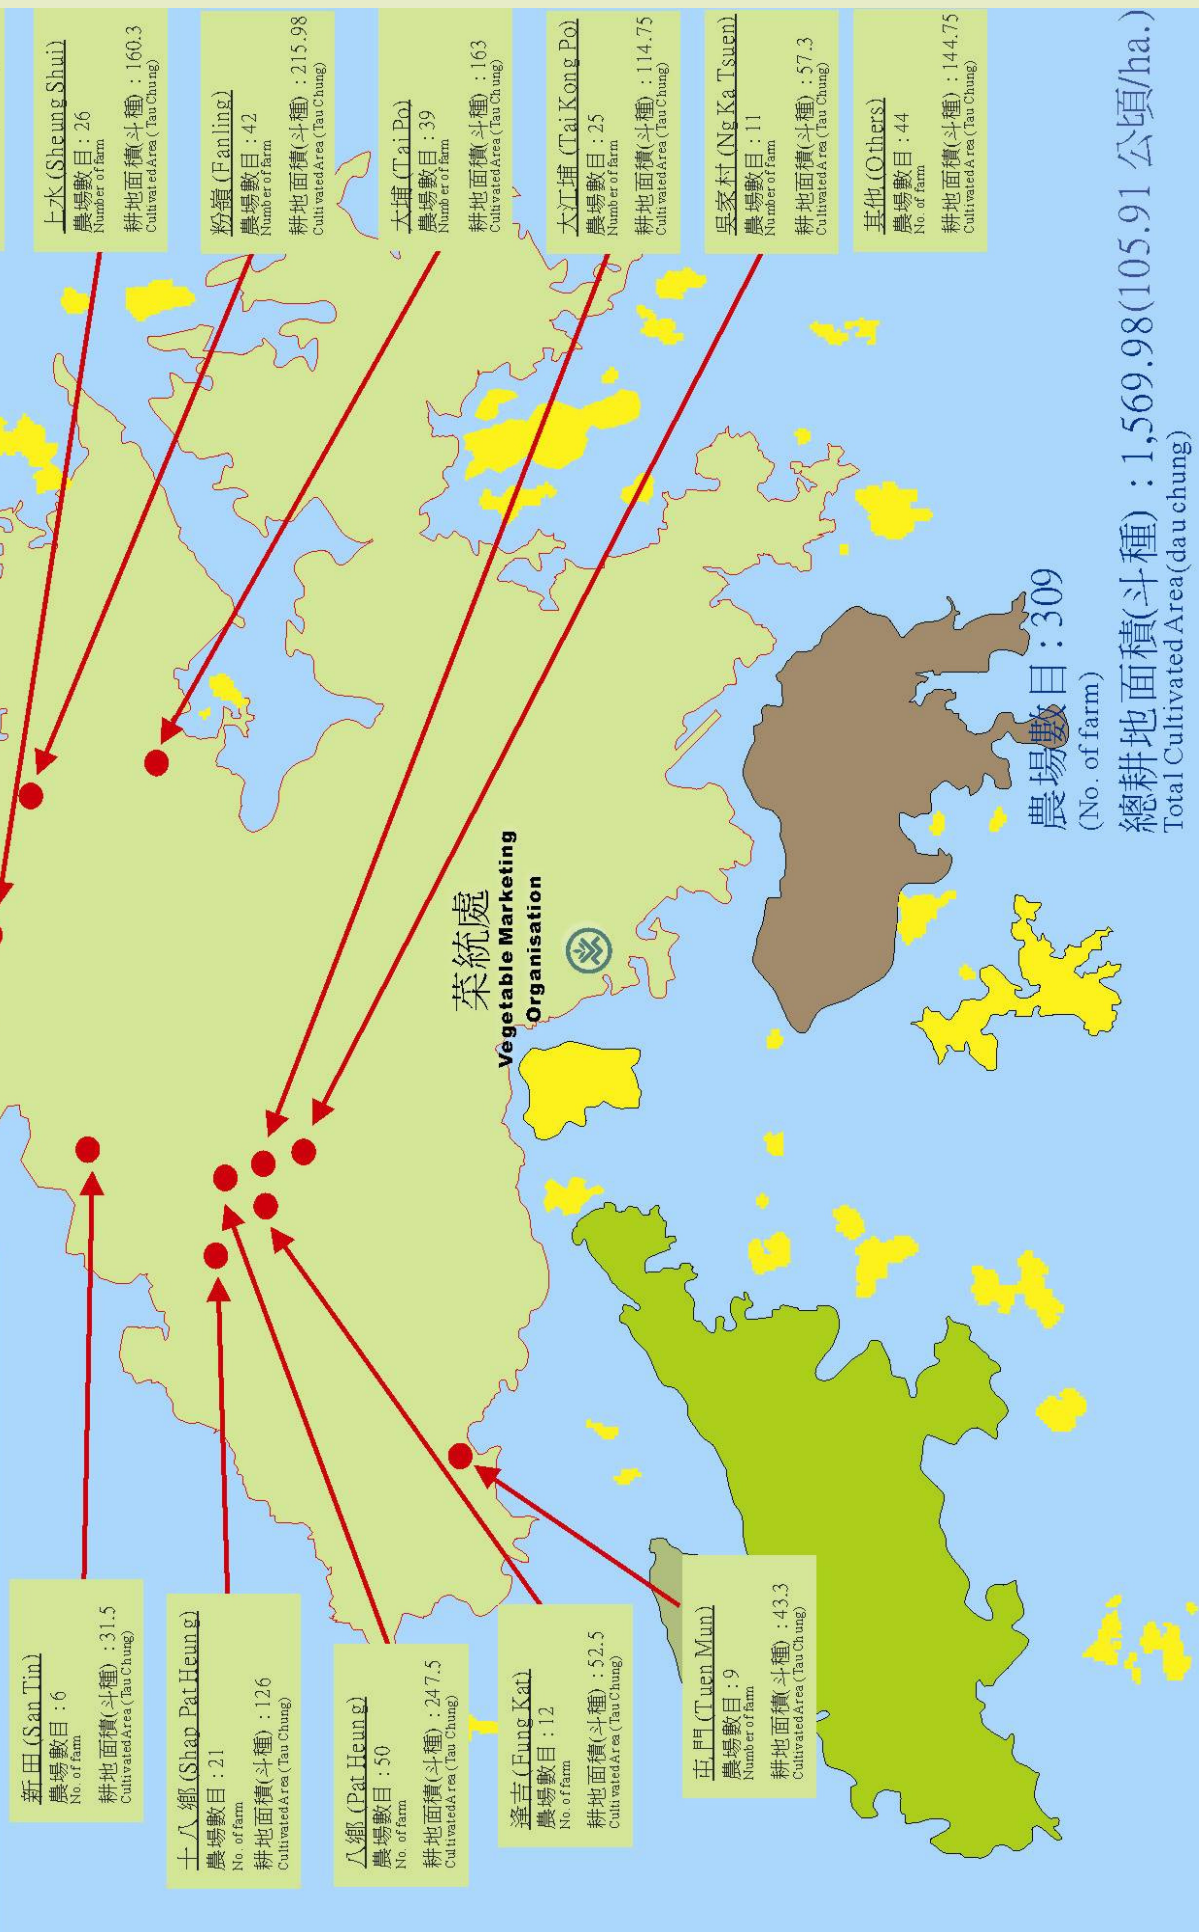 新田 (San Tin)
農場數目 : 6
No. of farm
耕地面積(斗種) : 31.5
Cultivated Area (Tau Chung)
十八鄉 (Shap Pat Heung)
農場數目 : 21
No. of farm
耕地面積(斗種) : 126
Cultivated Area (Tau Chung)
八鄉 (Pat Heung)
農場數目 : 50
No. of farm
耕地面積(斗種) : 247.5
Cultivated Area (Tau Chung)
逢吉 (Fung Kat)
農場數目 : 12
No. of farm
耕地面積(斗種) : 52.5
Cultivated Area (Tau Chung)
屯門 (Tuen Mun)
農場數目 : 9
Number of farm
耕地面積(斗種) : 43.3
Cultivated Area (Tau Chung)
菜統處
Vegetable Marketing
Organisation
上水 (Sheung Shui)
農場數目 : 26
Number of farm
耕地面積(斗種) : 160.3
Cultivated Area (Tau Chung)
粉嶺 (Fanling)
農場數目 : 42
Number of farm
耕地面積(斗種) : 215.98
Cultivated Area (Tau Chung)
大埔 (Tai Po)
農場數目 : 39
Number of farm
耕地面積(斗種) : 163
Cultivated Area (Tau Chung)
大江埔 (Tai Kong Po)
農場數目 : 25
Number of farm
耕地面積(斗種) : 114.75
Cultivated Area (Tau Chung)
吳家村 (Ng Ka Tsuen)
農場數目 : 11
Number of farm
耕地面積(斗種) : 57.3
Cultivated Area (Tau Chung)
其他 (Others)
農場數目 : 44
No. of farm
耕地面積(斗種) : 144.75
Cultivated Area (Tau Chung)
農場數目 : 309
(No. of farm)
總耕地面積(斗種) : 1,569.98(105.91 公頃/ha.)
Total Cultivated Area(dau chung)